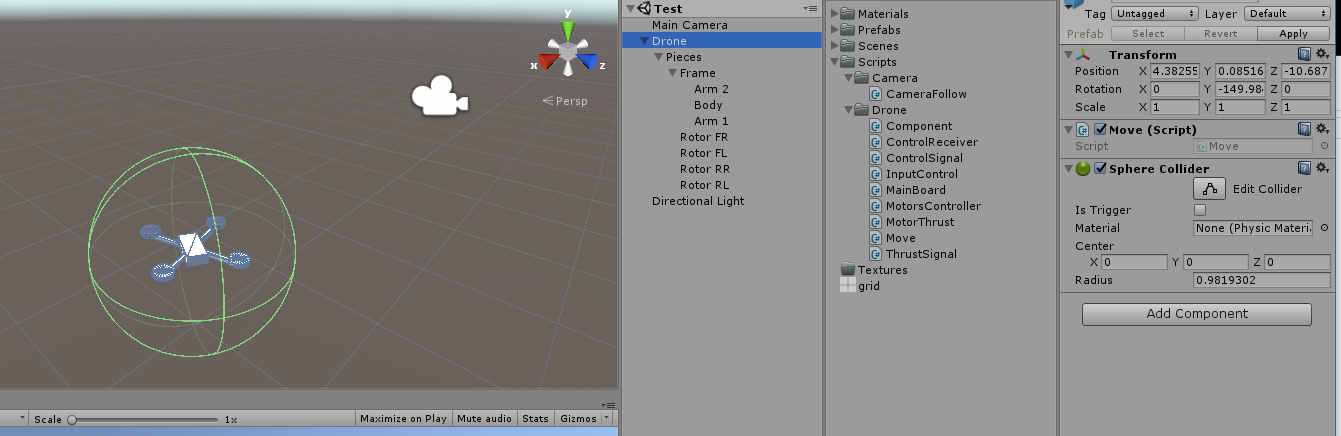 y
x
z
Persp
Scale
1x
Maximize on Play
Mute audio
Stats
Gizmos
Test
Main Camera
Drone
Pieces
Frame
Arm 2
Body
Arm 1
Rotor FR
Rotor FL
Rotor RR
Rotor RL
Directional Light
Materials
Prefabs
Scenes
Scripts
Camera
CameraFollow
Drone
Component
ControlReceiver
ControlSignal
InputControl
MainBoard
MotorsController
MotorThrust
Move
ThrustSignal
Textures
grid
Tag Untagged Layer Default
Prefab Select Revert Apply
Transform
Position X 4.38255 Y 0.08516 Z -10.687
Rotation X 0 Y -149.984 Z 0
Scale X 1 Y 1 Z 1
Move (Script)
Script Move
Sphere Collider
Edit Collider
Is Trigger
Material None (Physic Materi
Center
X 0 Y 0 Z 0
Radius 0.9819302
Add Component